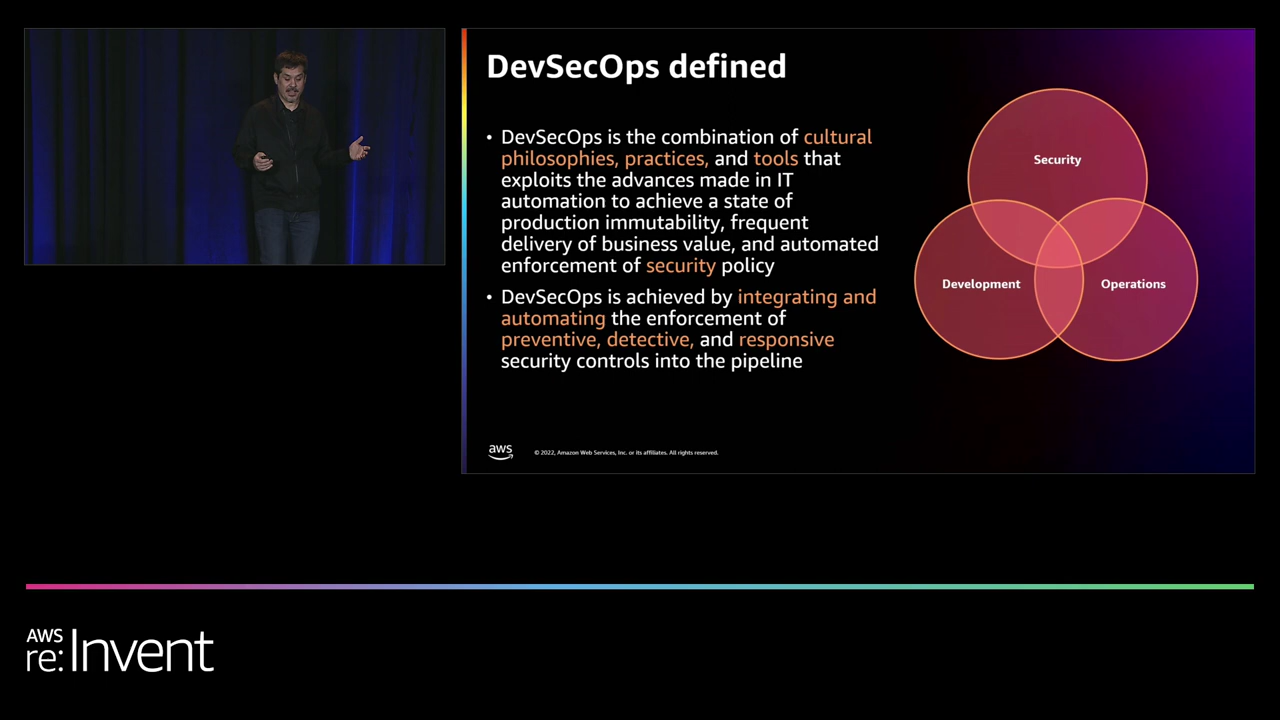 DevSecOps defined
• DevSecOps is the combination of cultural
philosophies, practices, and tools that
exploits the advances made in IT
automation to achieve a state of
production immutability, frequent
delivery of business value, and automated
enforcement of security policy
• DevSecOps is achieved by integrating and
automating the enforcement of
preventive, detective, and responsive
security controls into the pipeline
Security
Development
Operations
aws
© 2022, Amazon Web Services, Inc. or its affiliates. All rights reserved.
AWS
re:Invent